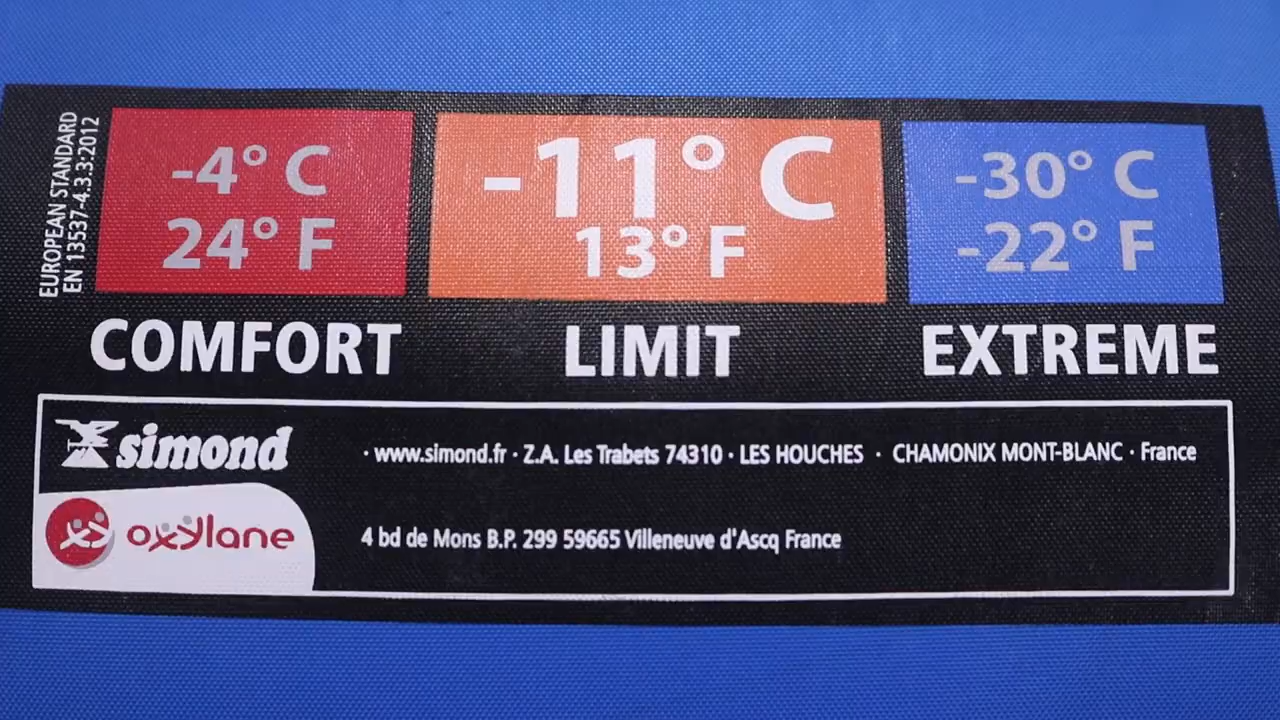 EUROPEAN STANDARD
EN 13537-4.3.3:2012
-4° C
24° F
COMFORT
-11° C
13° F
LIMIT
-30° C
-22° F
EXTREME
simond
· www.simond.fr · Z.A. Les Trabets 74310 · LES HOUCHES · CHAMONIX MONT-BLANC · France
oxylane
4 bd de Mons B.P. 299 59665 Villeneuve d'Ascq France